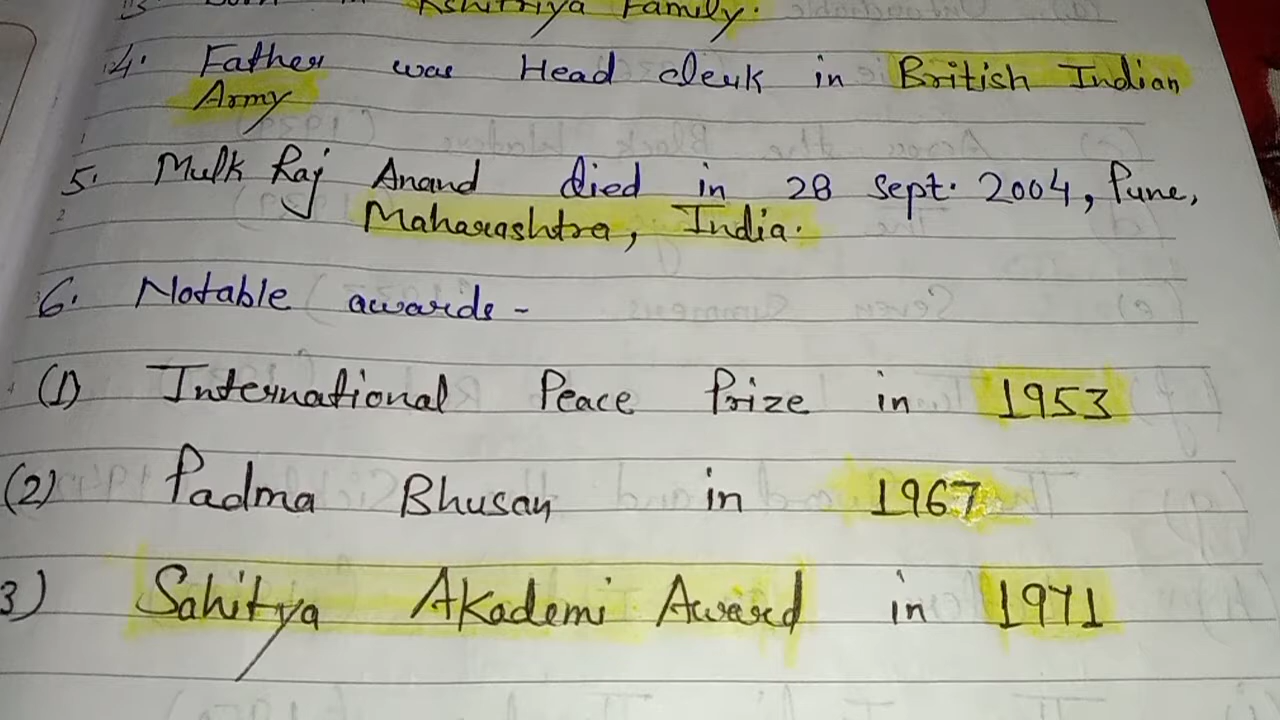 Kshitriya Family.
4. Father was Head clerk in British Indian
Army
5. Mulk Raj Anand died in 28 Sept. 2004, Pune,
Maharashtra, India.
6. Notable awards -
(1) International Peace Prize in 1953
(2) Padma Bhusan in 1967
3) Sahitya Akademi Award in 1971